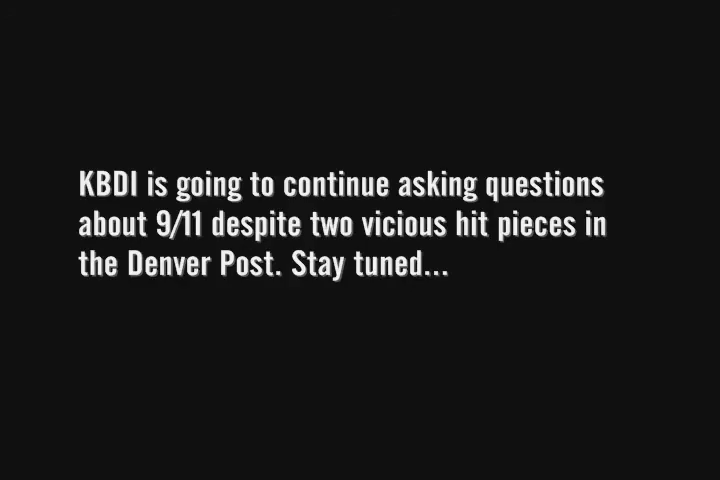 KBDI is going to continue asking questions
about 9/11 despite two vicious hit pieces in
the Denver Post. Stay tuned...